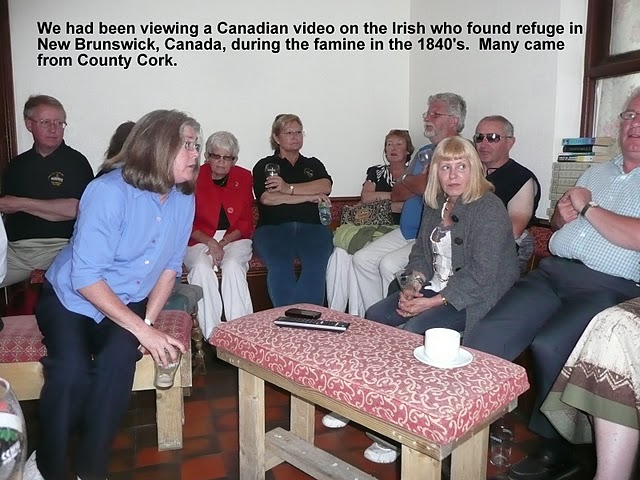 We had been viewing a Canadian video on the Irish who found refuge in
New Brunswick, Canada, during the famine in the 1840's.  Many came
from County Cork.